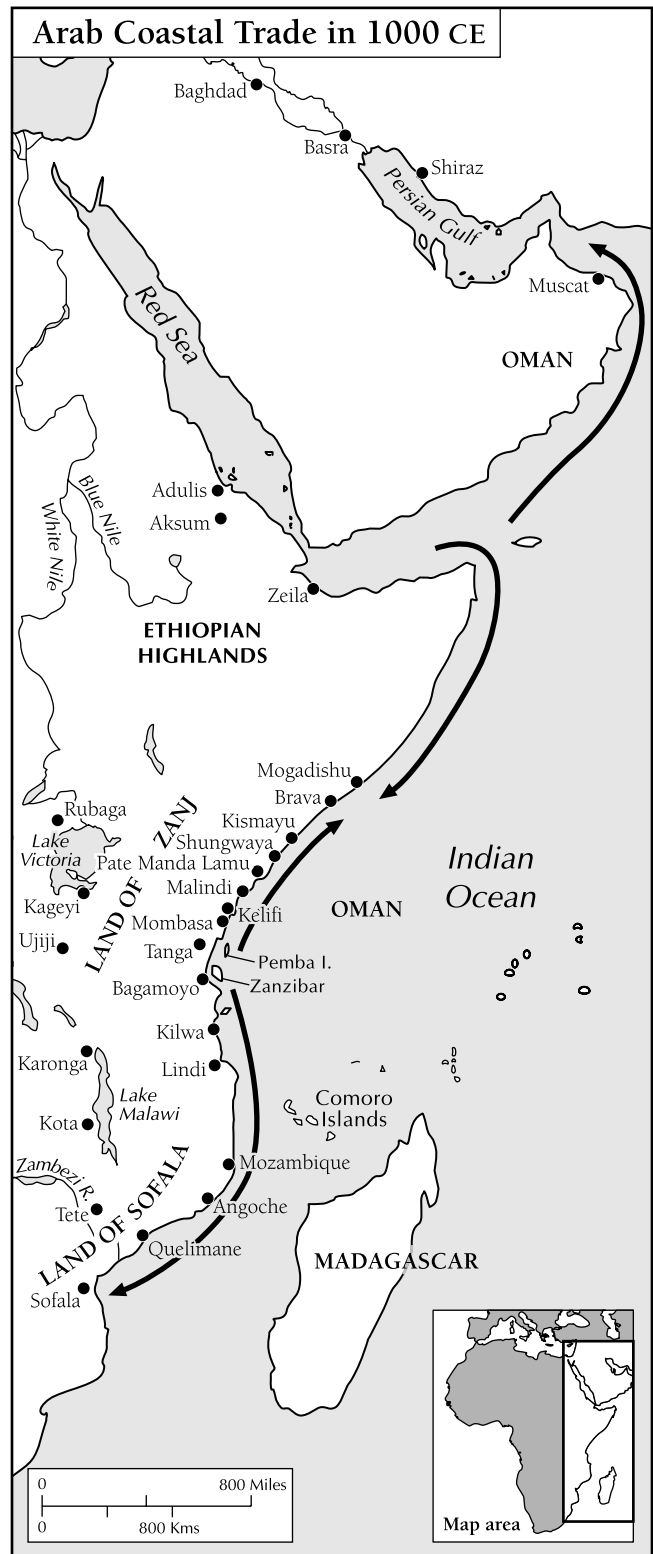 Arab Coastal Trade in 1000 CE
Baghdad
Basra
Shiraz
Persian Gulf
Muscat
Red Sea
OMAN
Adulis
Blue Nile
White Nile
Aksum
Zeila
ETHIOPIAN
HIGHLANDS
Mogadishu
Brava
Rubaga
Kismayu
LAND OF ZANJ
Shungwaya
Lake
Victoria
Pate Manda Lamu
Indian
Ocean
Malindi
Kageyi
Kelifi
OMAN
Mombasa
Ujiji
Tanga
Pemba I.
Bagamoyo
Zanzibar
Kilwa
Karonga
Lindi
Lake
Malawi
Comoro
Islands
Kota
Mozambique
Zambezi R.
Tete
Angoche
LAND OF SOFALA
Quelimane
MADAGASCAR
Sofala
0
800 Miles
0
800 Kms
Map area